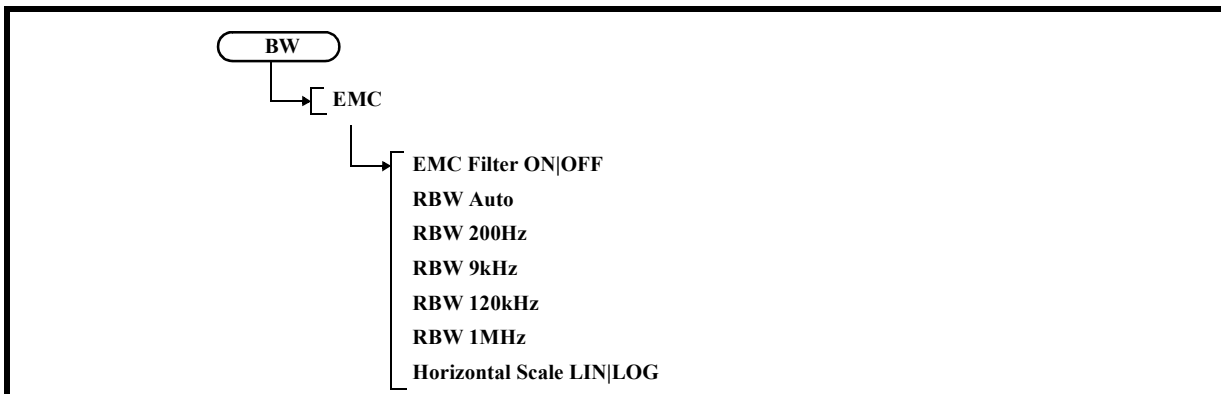 BW
EMC
EMC Filter ON|OFF
RBW Auto
RBW 200Hz
RBW 9kHz
RBW 120kHz
RBW 1MHz
Horizontal Scale LIN|LOG